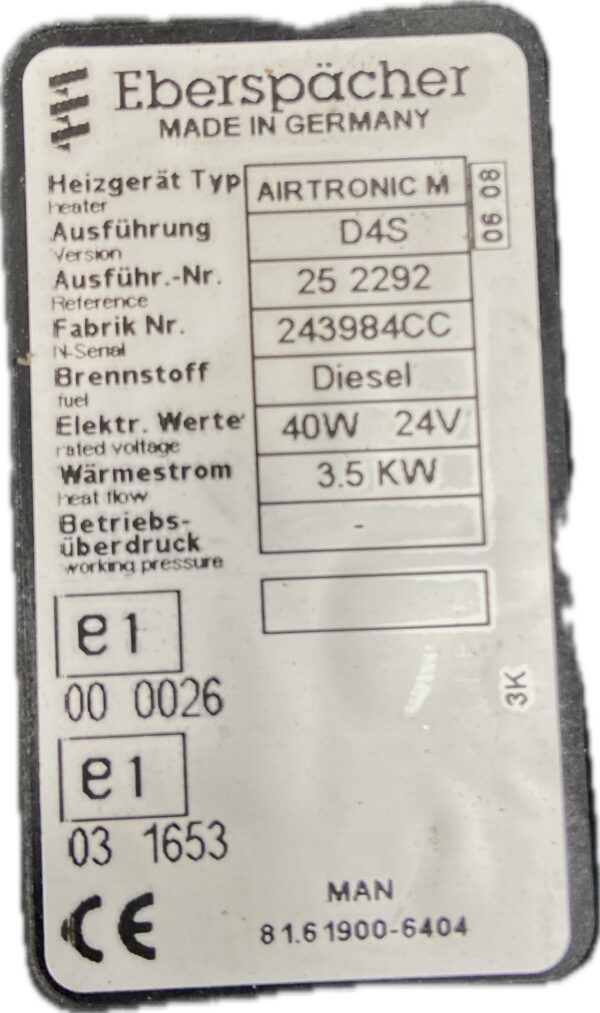 Eberspächer
MADE IN GERMANY
Heizgerät Typ AIRTRONIC M
heater
06 08
Ausführung D4S
Version
Ausführ.-Nr. 25 2292
Reference
Fabrik Nr. 243984CC
N-Serial
Brennstoff Diesel
fuel
Elektr. Werte 40W 24V
rated voltage
Wärmestrom 3.5 KW
heat flow
Betriebs- -
überdruck
working pressure
e1
00 0026
3K
e1
03 1653
CE
MAN
81.61900-6404